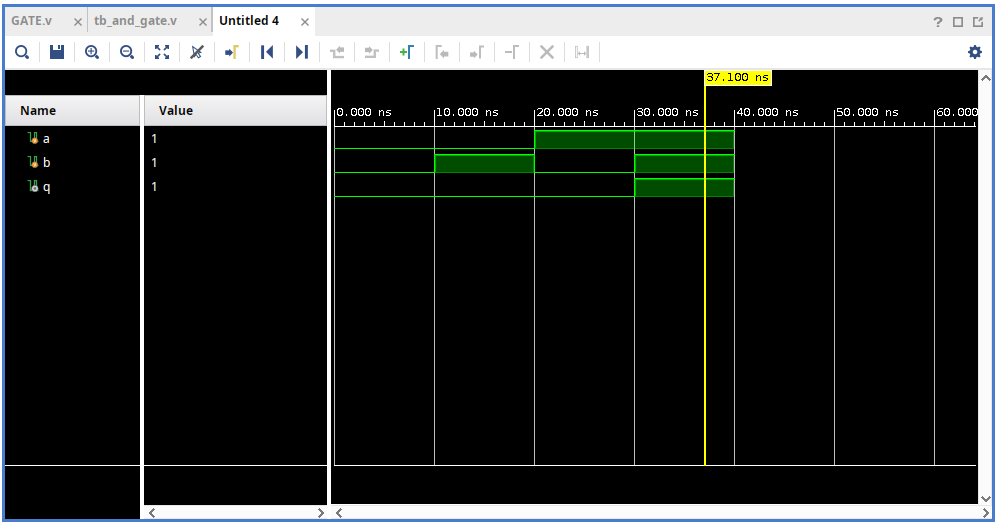 GATE.v × tb_and_gate.v × Untitled 4 × ?
37.100 ns
Name Value
0.000 ns 10.000 ns 20.000 ns 30.000 ns 40.000 ns 50.000 ns 60.000
a 1
b 1
q 1